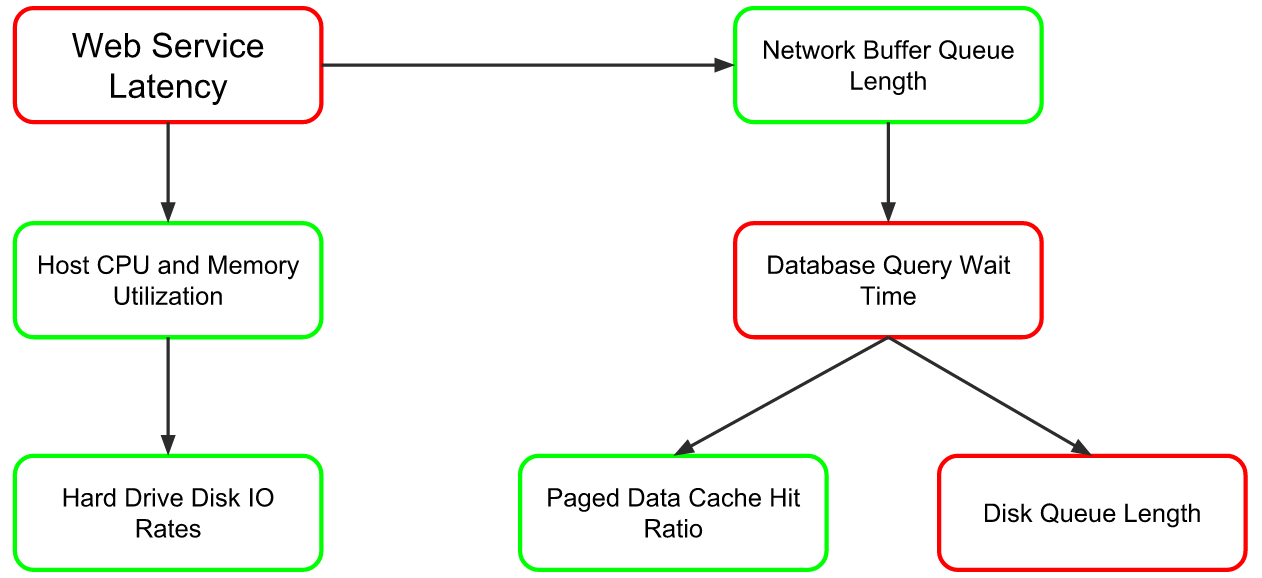 Web Service
Latency
Network Buffer Queue
Length
Host CPU and Memory
Utilization
Database Query Wait
Time
Hard Drive Disk IO
Rates
Paged Data Cache Hit
Ratio
Disk Queue Length